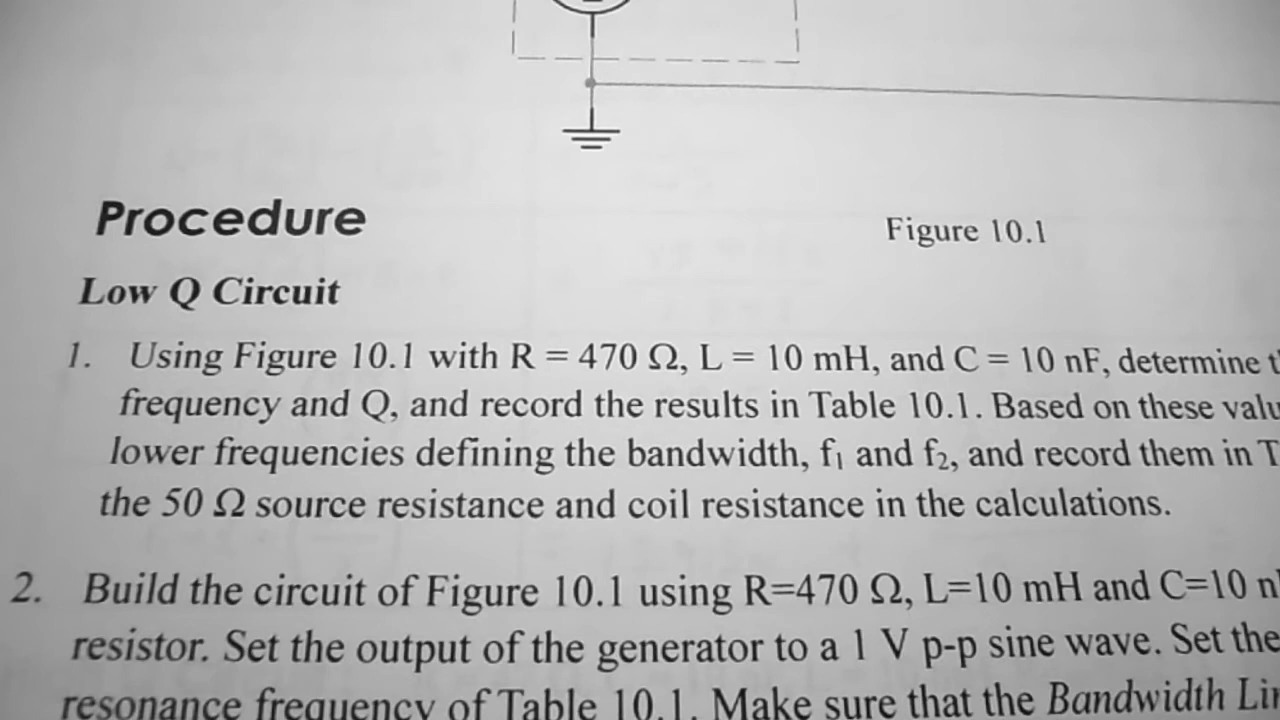 Procedure
Figure 10.1
Low Q Circuit
1. Using Figure 10.1 with R = 470 Ω, L = 10 mH, and C = 10 nF, determine
frequency and Q, and record the results in Table 10.1. Based on these
lower frequencies defining the bandwidth, f₁ and f₂, and record them in
the 50 Ω source resistance and coil resistance in the calculations.
2. Build the circuit of Figure 10.1 using R=470 Ω, L=10 mH and C=10
resistor. Set the output of the generator to a 1 V p-p sine wave. Set the
resonance frequency of Table 10.1. Make sure that the Bandwidth